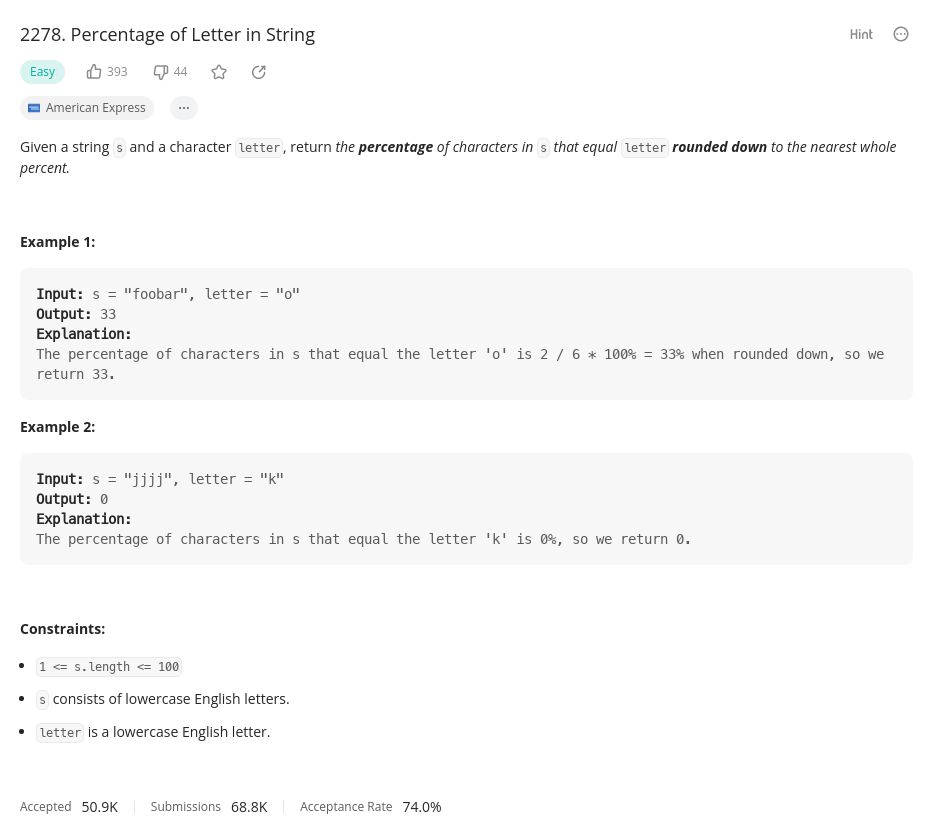 2278. Percentage of Letter in String
Hint
Easy 393 44
American Express ...
Given a string s and a character letter, return the percentage of characters in s that equal letter rounded down to the nearest whole
percent.
Example 1:
Input: s = "foobar", letter = "o"
Output: 33
Explanation:
The percentage of characters in s that equal the letter 'o' is 2 / 6 * 100% = 33% when rounded down, so we
return 33.
Example 2:
Input: s = "jjjj", letter = "k"
Output: 0
Explanation:
The percentage of characters in s that equal the letter 'k' is 0%, so we return 0.
Constraints:
• 1 <= s.length <= 100
• s consists of lowercase English letters.
• letter is a lowercase English letter.
Accepted 50.9K Submissions 68.8K Acceptance Rate 74.0%